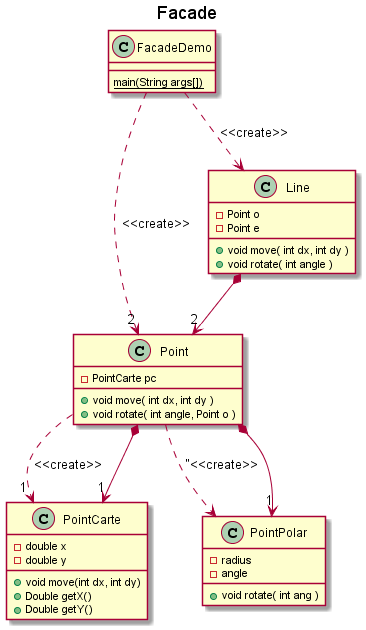 Facade
C FacadeDemo
main(String args[])
<<create>>
<<create>>
C Line
Point o
Point e
void move( int dx, int dy )
void rotate( int angle )
2
2
C Point
PointCarte pc
void move( int dx, int dy )
void rotate( int angle, Point o )
<<create>>
"<<create>>
1
1
1
C PointCarte
double x
double y
void move(int dx, int dy)
Double getX()
Double getY()
C PointPolar
radius
angle
void rotate( int ang )